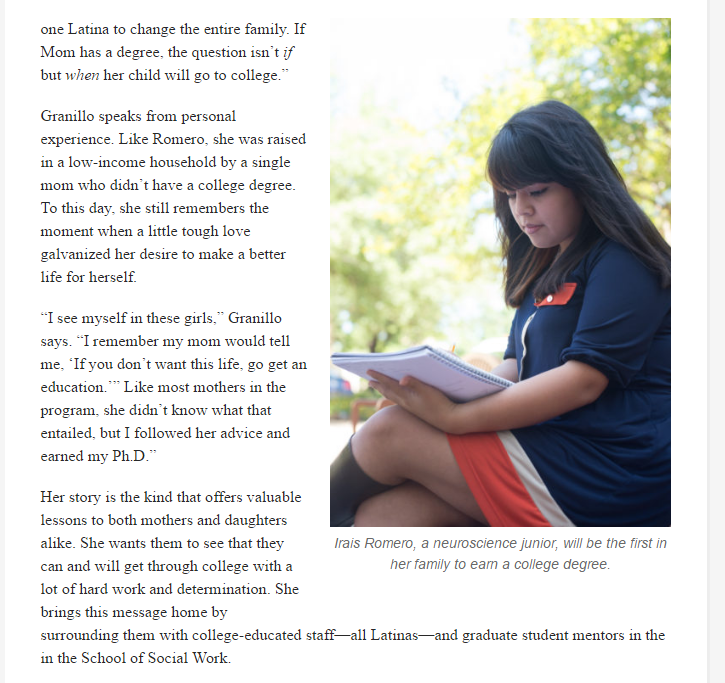 one Latina to change the entire family. If
Mom has a degree, the question isn’t if
but when her child will go to college.”
Granillo speaks from personal
experience. Like Romero, she was raised
in a low-income household by a single
mom who didn’t have a college degree.
To this day, she still remembers the
moment when a little tough love
galvanized her desire to make a better
life for herself.
“I see myself in these girls,” Granillo
says. “I remember my mom would tell
me, ‘If you don’t want this life, go get an
education.’” Like most mothers in the
program, she didn’t know what that
entailed, but I followed her advice and
earned my Ph.D.”
Her story is the kind that offers valuable
lessons to both mothers and daughters
alike. She wants them to see that they
can and will get through college with a
lot of hard work and determination. She
brings this message home by
surrounding them with college-educated staff—all Latinas—and graduate student mentors in the
in the School of Social Work.
Irais Romero, a neuroscience junior, will be the first in
her family to earn a college degree.